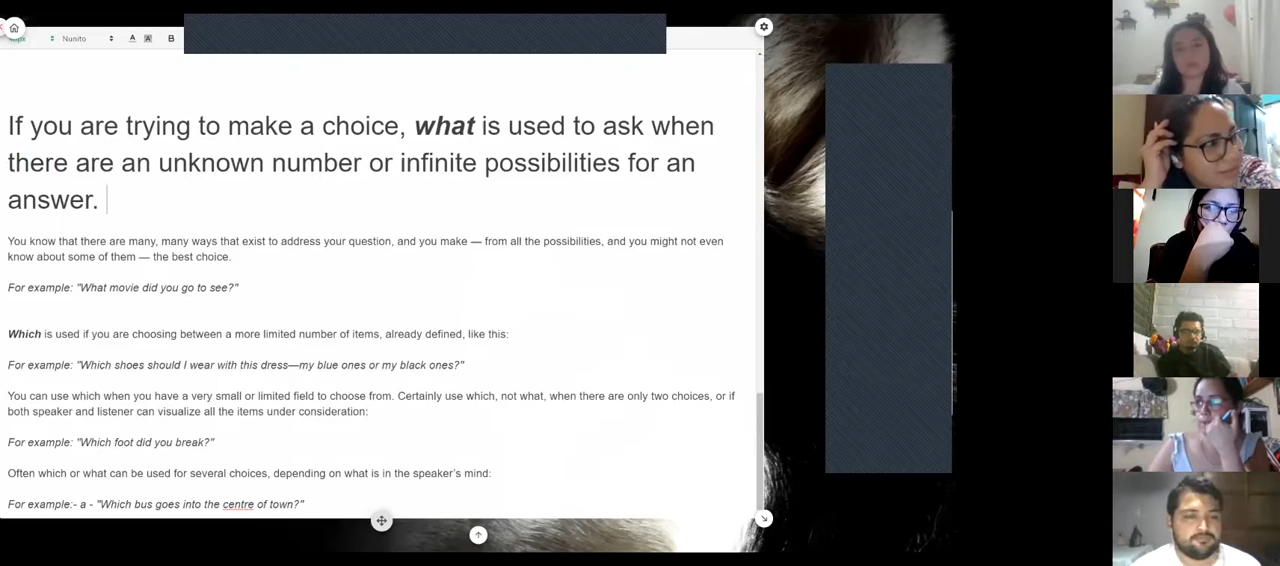 Nunito
A
A
B
If you are trying to make a choice, what is used to ask when
there are an unknown number or infinite possibilities for an
answer.
You know that there are many, many ways that exist to address your question, and you make — from all the possibilities, and you might not even
know about some of them — the best choice.
For example: "What movie did you go to see?"
Which is used if you are choosing between a more limited number of items, already defined, like this:
For example: "Which shoes should I wear with this dress—my blue ones or my black ones?"
You can use which when you have a very small or limited field to choose from. Certainly use which, not what, when there are only two choices, or if
both speaker and listener can visualize all the items under consideration:
For example: "Which foot did you break?"
Often which or what can be used for several choices, depending on what is in the speaker's mind:
For example:- a - "Which bus goes into the centre of town?"